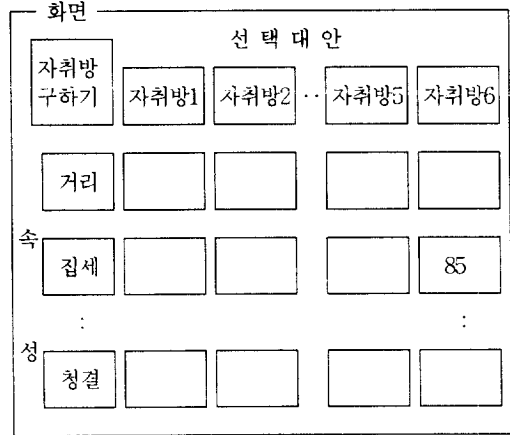 화면
선 택 대 안
자취방
구하기
자취방1 자취방2 ‥ 자취방5 자취방6
거리
속
집세 85
: :
성
청결